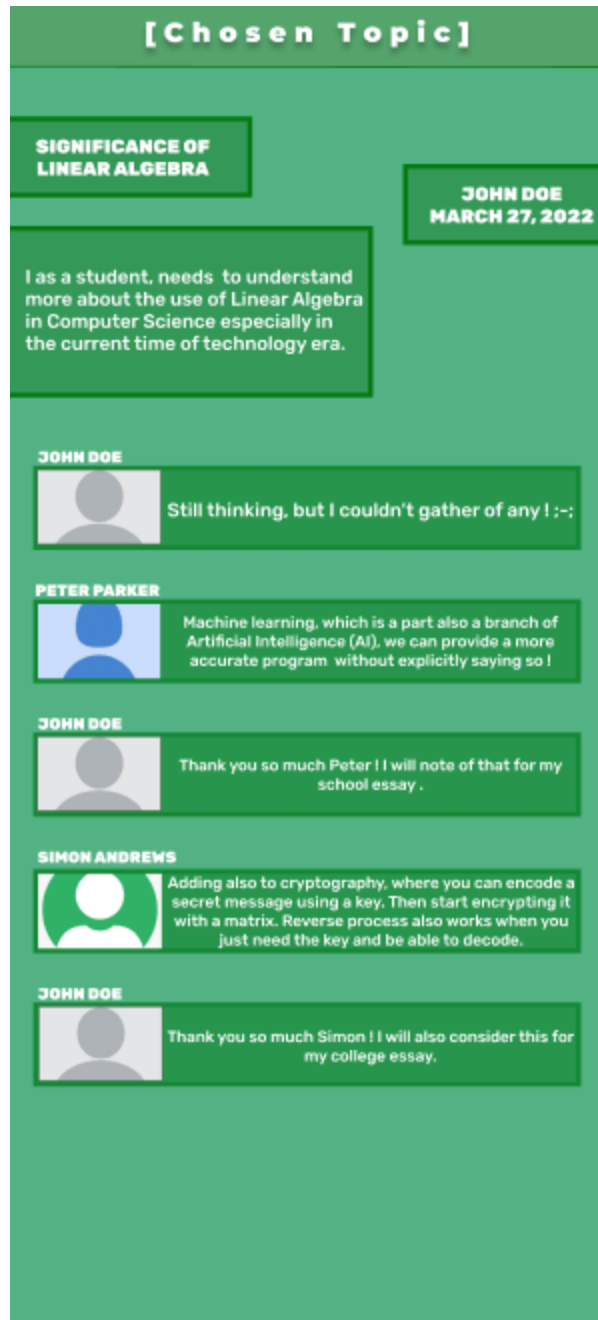 [Chosen Topic]
SIGNIFICANCE OF
LINEAR ALGEBRA
JOHN DOE
MARCH 27, 2022
I as a student, needs to understand
more about the use of Linear Algebra
in Computer Science especially in
the current time of technology era.
JOHN DOE
Still thinking, but I couldn't gather of any ! ;-;
PETER PARKER
Machine learning, which is a part also a branch of
Artificial Intelligence (AI), we can provide a more
accurate program without explicitly saying so !
JOHN DOE
Thank you so much Peter ! I will note of that for my
school essay .
SIMON ANDREWS
Adding also to cryptography, where you can encode a
secret message using a key. Then start encrypting it
with a matrix. Reverse process also works when you
just need the key and be able to decode.
JOHN DOE
Thank you so much Simon ! I will also consider this for
my college essay.